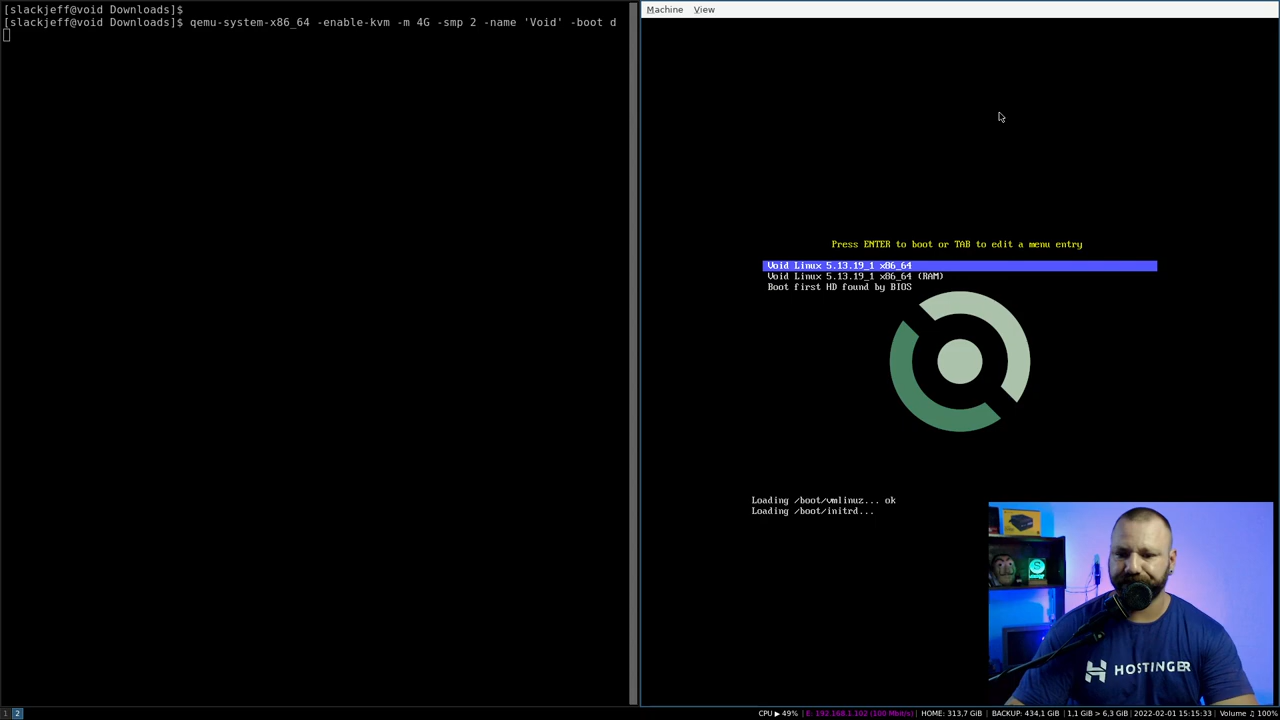 [slackjeff@void Downloads]$
[slackjeff@void Downloads]$ qemu-system-x86_64 -enable-kvm -m 4G -smp 2 -name 'Void' -boot d
Machine View
Press ENTER to boot or TAB to edit a menu entry
Void Linux 5.13.19_1 x86_64
Void Linux 5.13.19_1 x86_64 (RAM)
Boot first HD found by BIOS
Loading /boot/vmlinuz... ok
Loading /boot/initrd...
HOSTINGER
1 2
CPU ▶ 49% | E: 192.168.1.102 (100 Mbit/s) | HOME: 313,7 GiB | BACKUP: 434,1 GiB | 1,1 GiB > 6,3 GiB | 2022-02-01 15:15:33 | Volume ♫ 100%